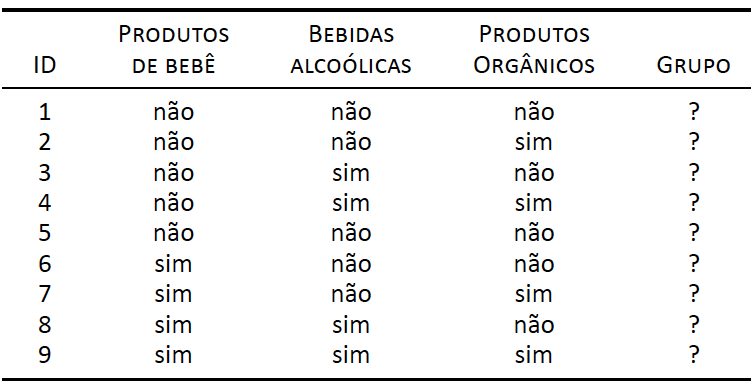 PRODUTOS BEBIDAS PRODUTOS
ID DE BEBÊ ALCOÓLICAS ORGÂNICOS GRUPO
1 não não não ?
2 não não sim ?
3 não sim não ?
4 não sim sim ?
5 não não não ?
6 sim não não ?
7 sim não sim ?
8 sim sim não ?
9 sim sim sim ?